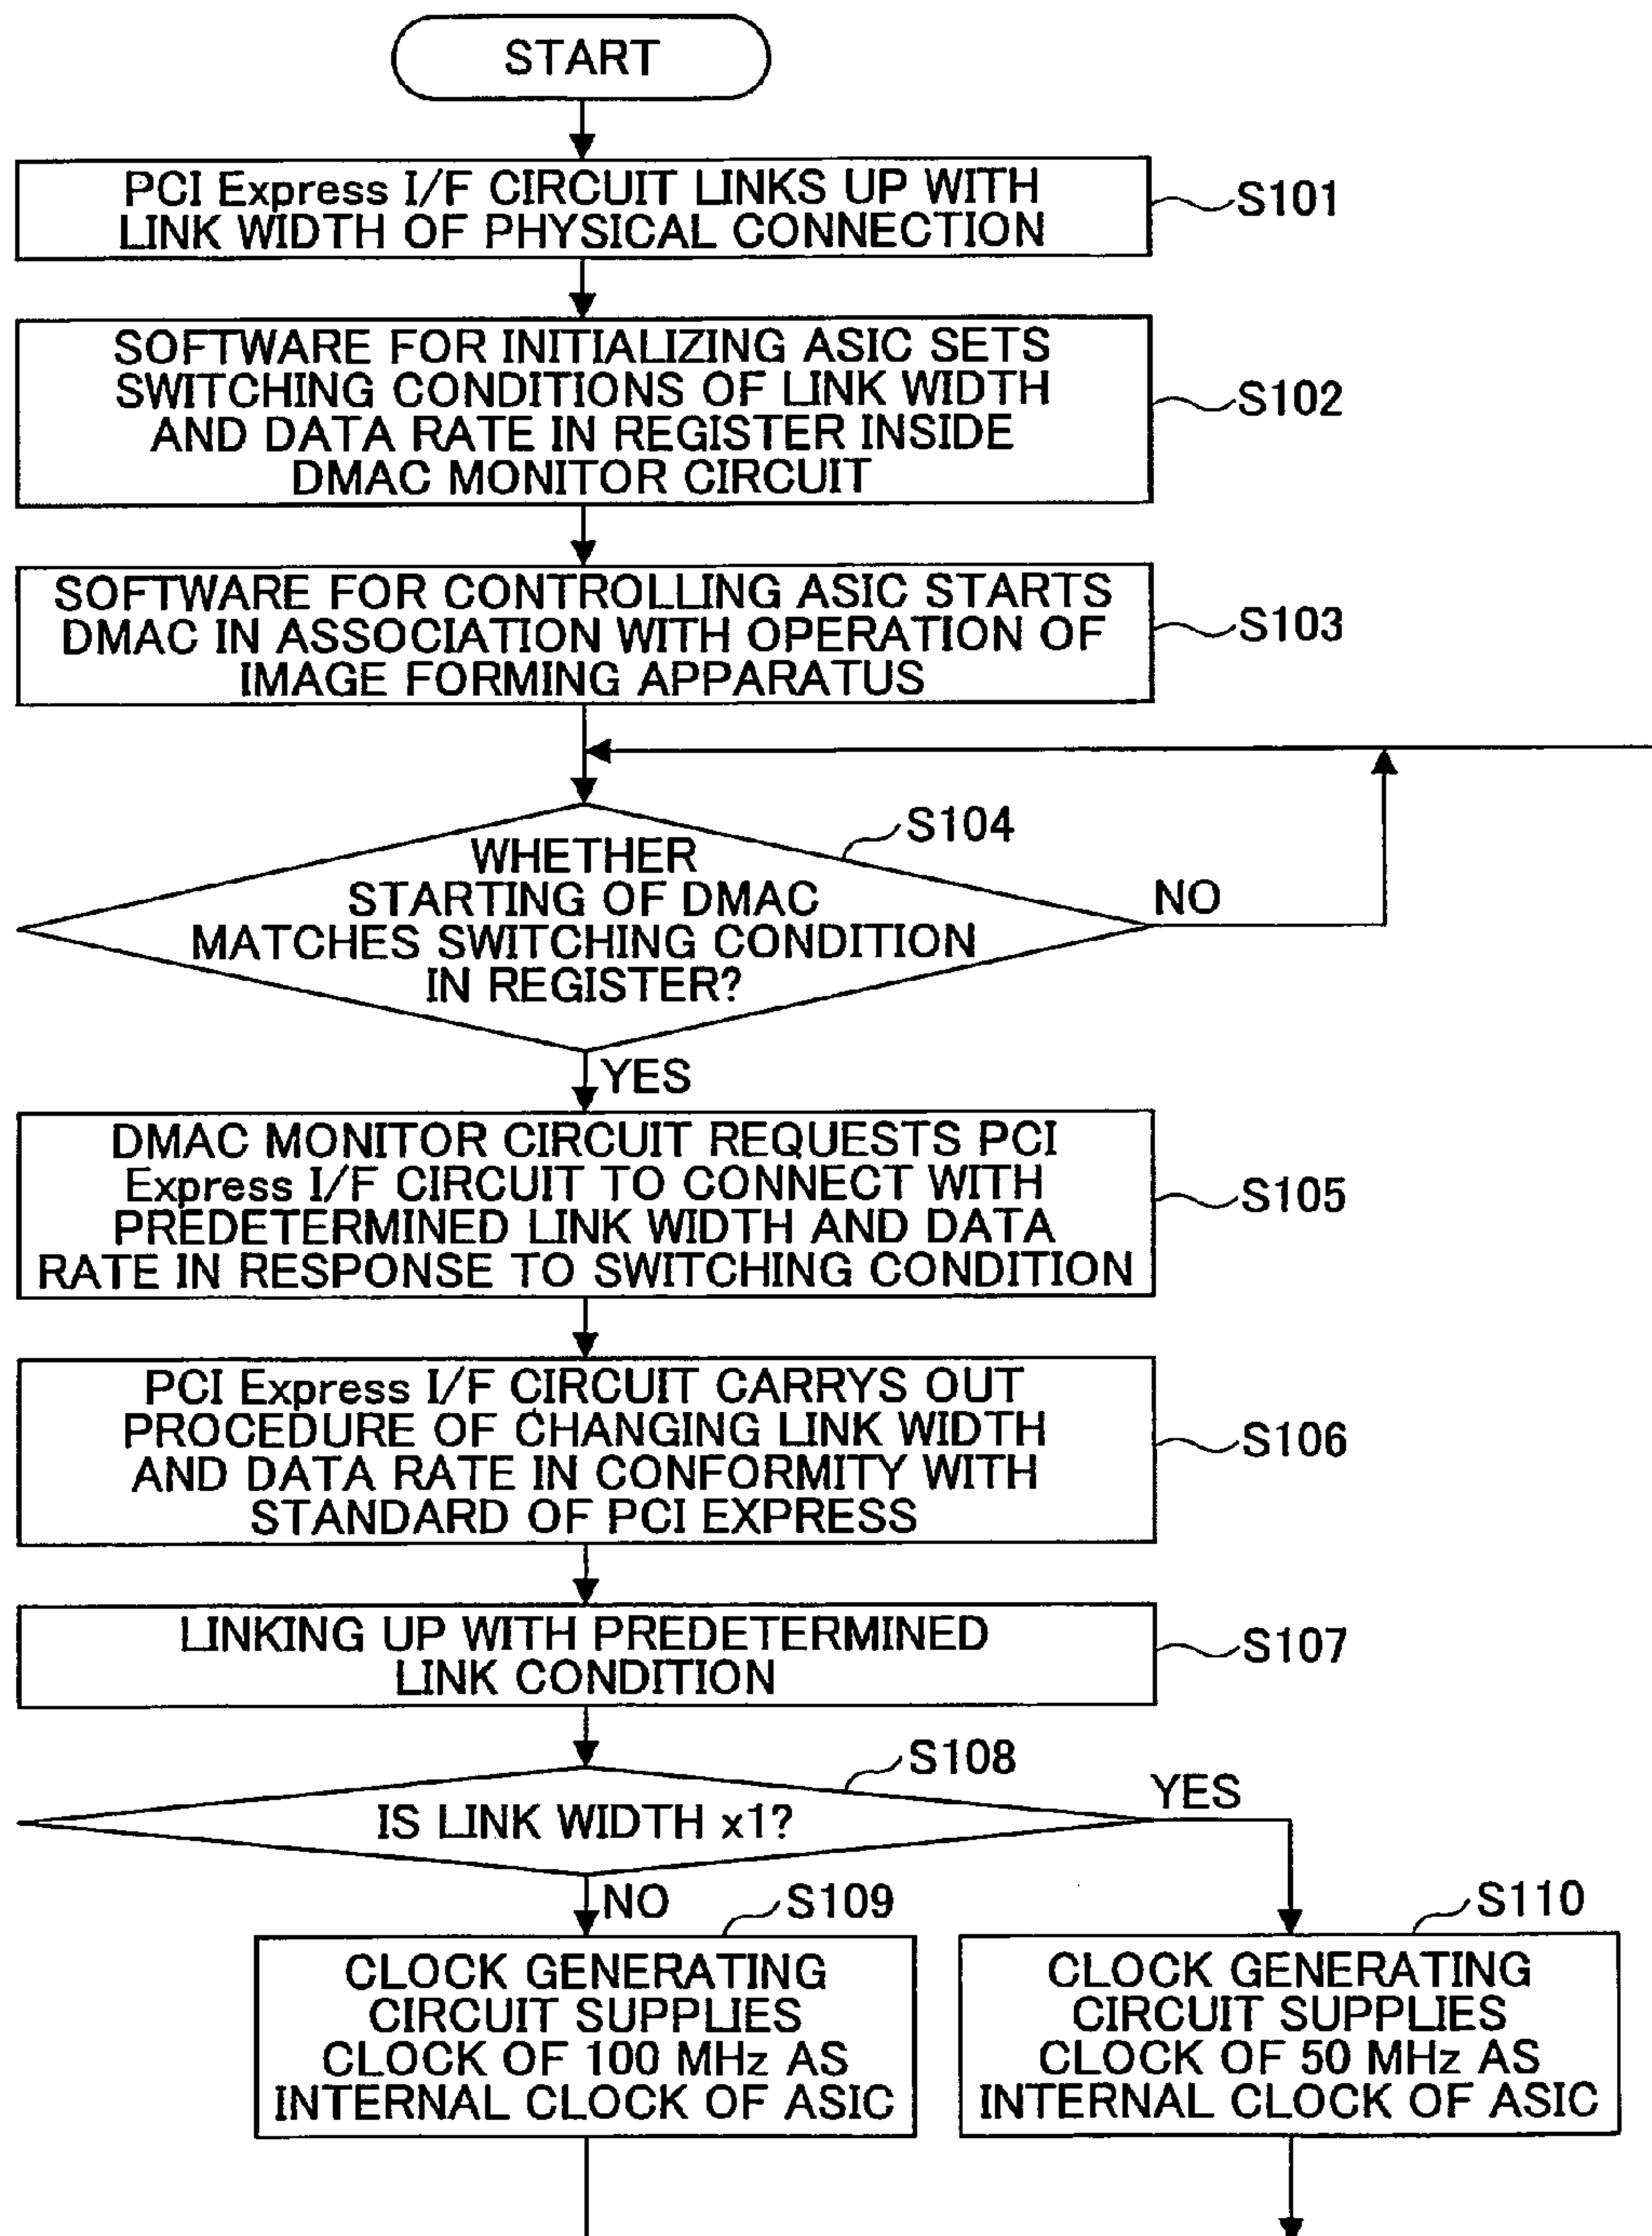 START
PCI Express I/F CIRCUIT LINKS UP WITH
LINK WIDTH OF PHYSICAL CONNECTION
S101
SOFTWARE FOR INITIALIZING ASIC SETS
SWITCHING CONDITIONS OF LINK WIDTH
AND DATA RATE IN REGISTER INSIDE
DMAC MONITOR CIRCUIT
S102
SOFTWARE FOR CONTROLLING ASIC STARTS
DMAC IN ASSOCIATION WITH OPERATION OF
IMAGE FORMING APPARATUS
S103
S104
WHETHER
STARTING OF DMAC
MATCHES SWITCHING CONDITION
IN REGISTER?
NO
YES
DMAC MONITOR CIRCUIT REQUESTS PCI
Express I/F CIRCUIT TO CONNECT WITH
PREDETERMINED LINK WIDTH AND DATA
RATE IN RESPONSE TO SWITCHING CONDITION
S105
PCI Express I/F CIRCUIT CARRYS OUT
PROCEDURE OF CHANGING LINK WIDTH
AND DATA RATE IN CONFORMITY WITH
STANDARD OF PCI EXPRESS
S106
LINKING UP WITH PREDETERMINED
LINK CONDITION
S107
S108
IS LINK WIDTH x1?
YES
NO
S109
CLOCK GENERATING
CIRCUIT SUPPLIES
CLOCK OF 100 MHz AS
INTERNAL CLOCK OF ASIC
S110
CLOCK GENERATING
CIRCUIT SUPPLIES
CLOCK OF 50 MHz AS
INTERNAL CLOCK OF ASIC